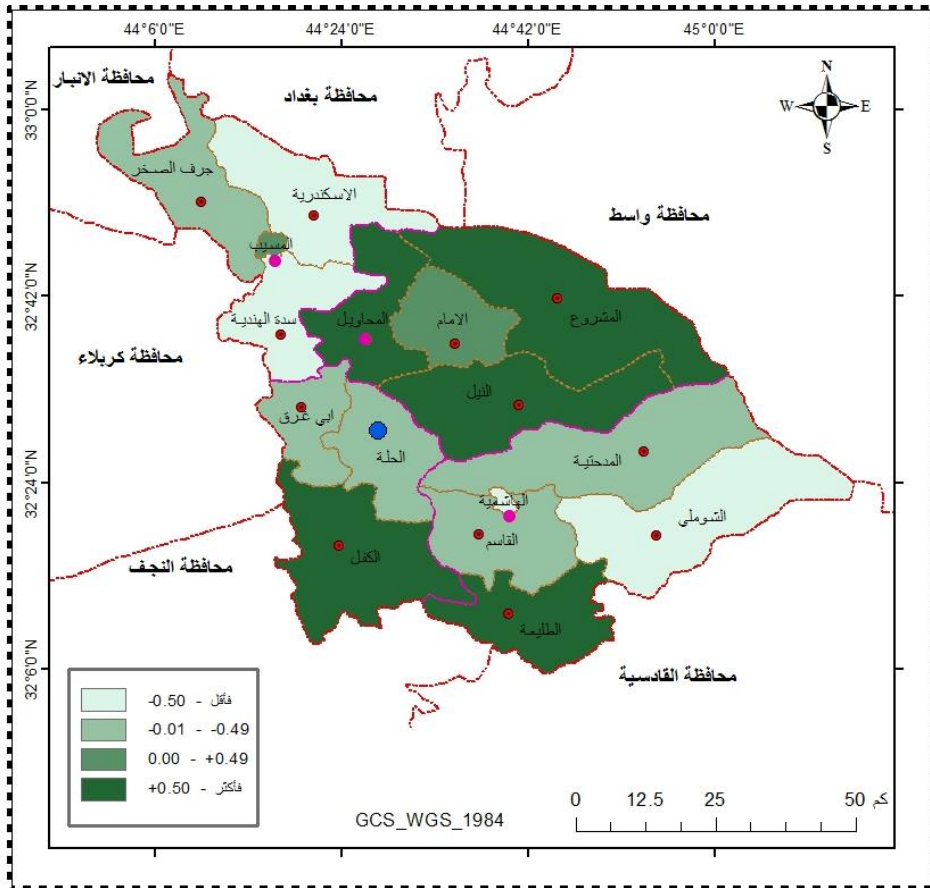 44°6'0"E 44°24'0"E 44°42'0"E 45°0'0"E
33°0'0"N
32°42'0"N
32°24'0"N
32°6'0"N
محافظة الانبار
محافظة بغداد
N
W E
S
جرف الصخر
الاسكندرية
محافظة واسط
المسيب
المشروع
المحاويل
الامام
سدة الهندية
محافظة كربلاء
النيل
ابي غرق
الحلة
المدحتية
الهاشمية
الشوملي
القاسم
الكفل
محافظة النجف
الطليعة
محافظة القادسية
-0.50 - فأقل
-0.01 - -0.49
0.00 - +0.49
+0.50 - فأكثر
0 12.5 25 50 كم
GCS_WGS_1984